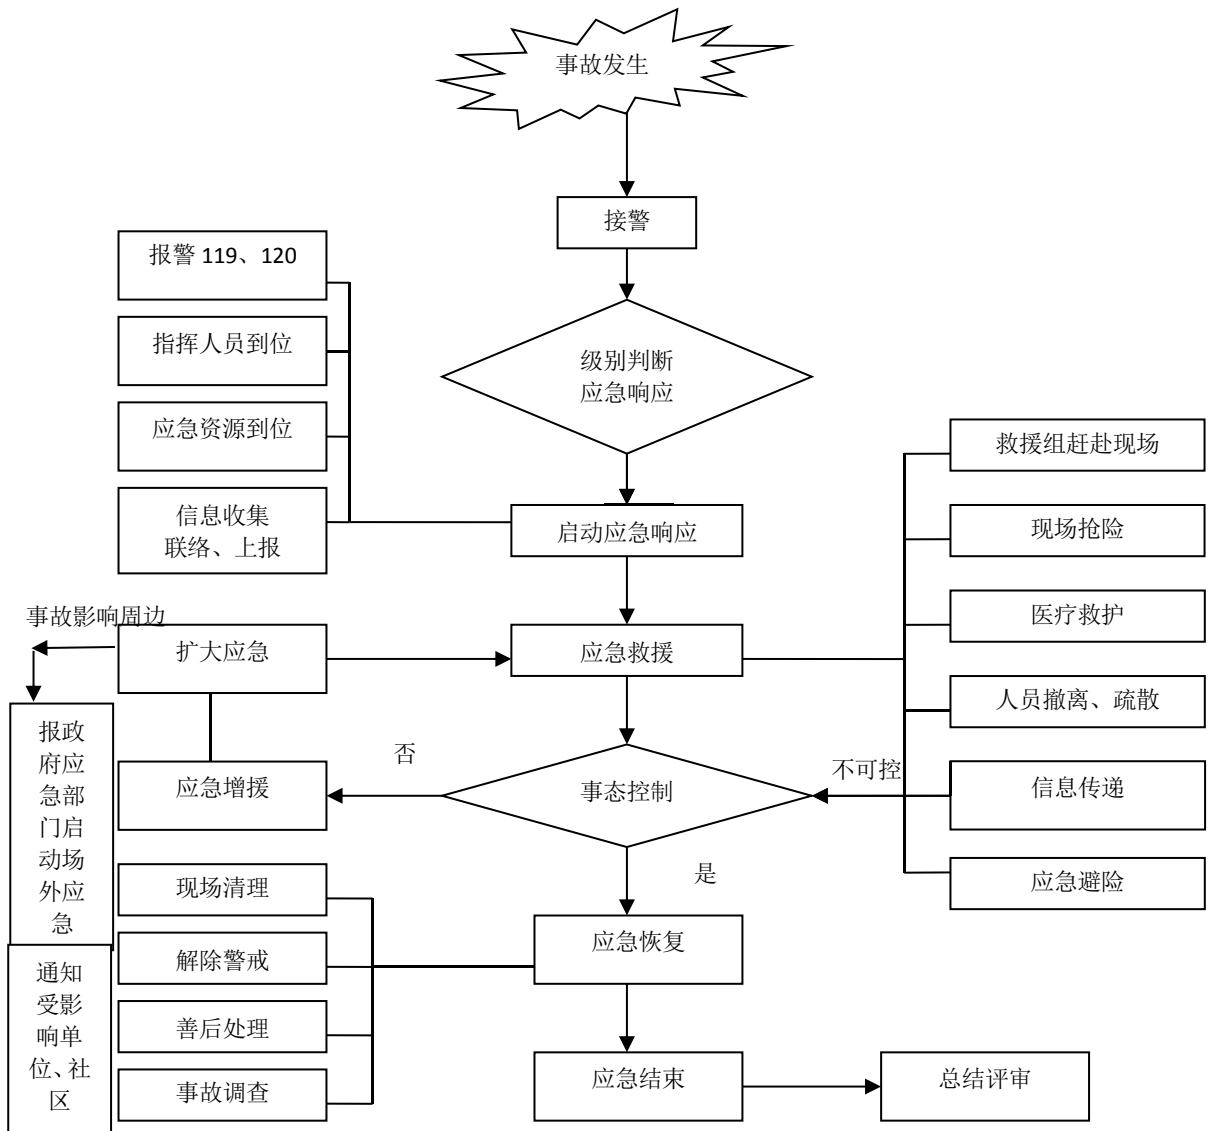 事故发生
接警
报警 119、120
指挥人员到位
应急资源到位
信息收集
联络、上报
级别判断
应急响应
启动应急响应
救援组赶赴现场
现场抢险
医疗救护
人员撤离、疏散
信息传递
应急避险
事故影响周边
扩大应急
应急救援
报政
府应
急部
门启
动场
外应
急
否
应急增援
事态控制
不可控
是
现场清理
解除警戒
善后处理
事故调查
应急恢复
通知
受影
响单
位、社
区
应急结束
总结评审